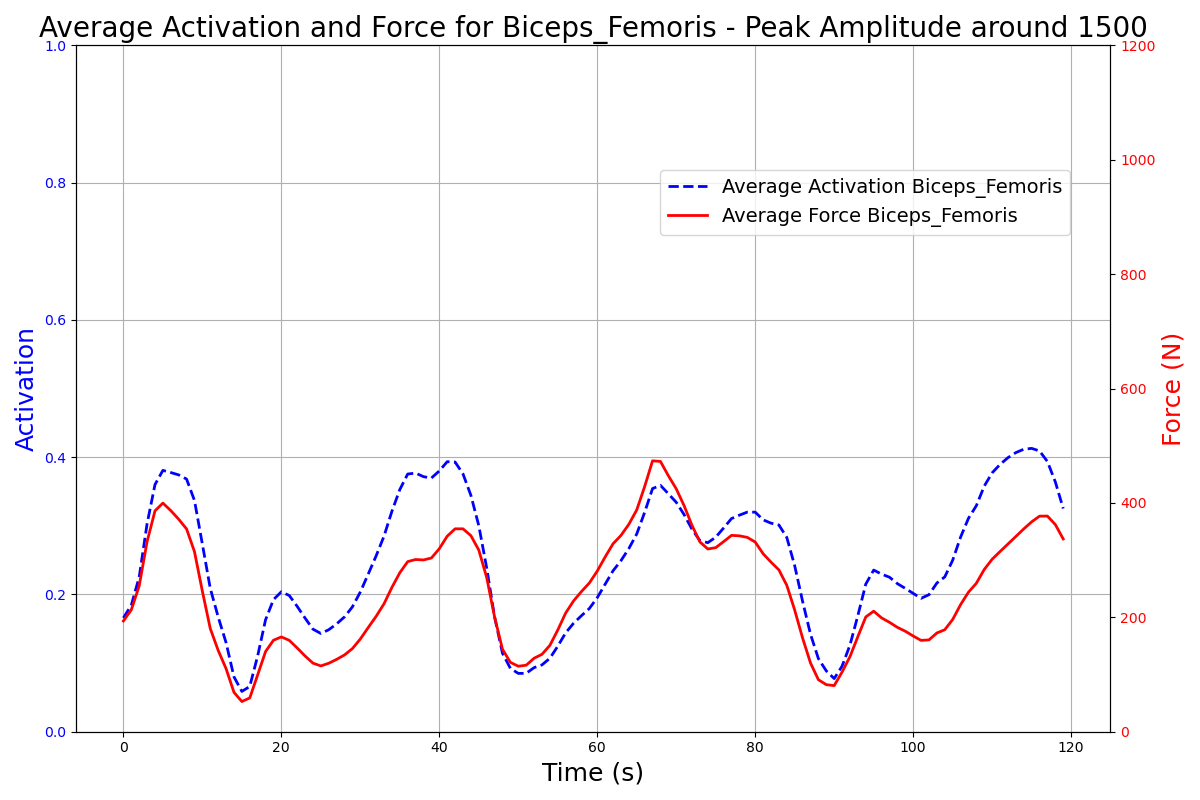 Average Activation and Force for Biceps_Femoris - Peak Amplitude around 1500
1.0
0.8
0.6
0.4
0.2
0.0
Activation
1200
1000
800
600
400
200
0
Force (N)
Average Activation Biceps_Femoris
Average Force Biceps_Femoris
0 20 40 60 80 100 120
Time (s)